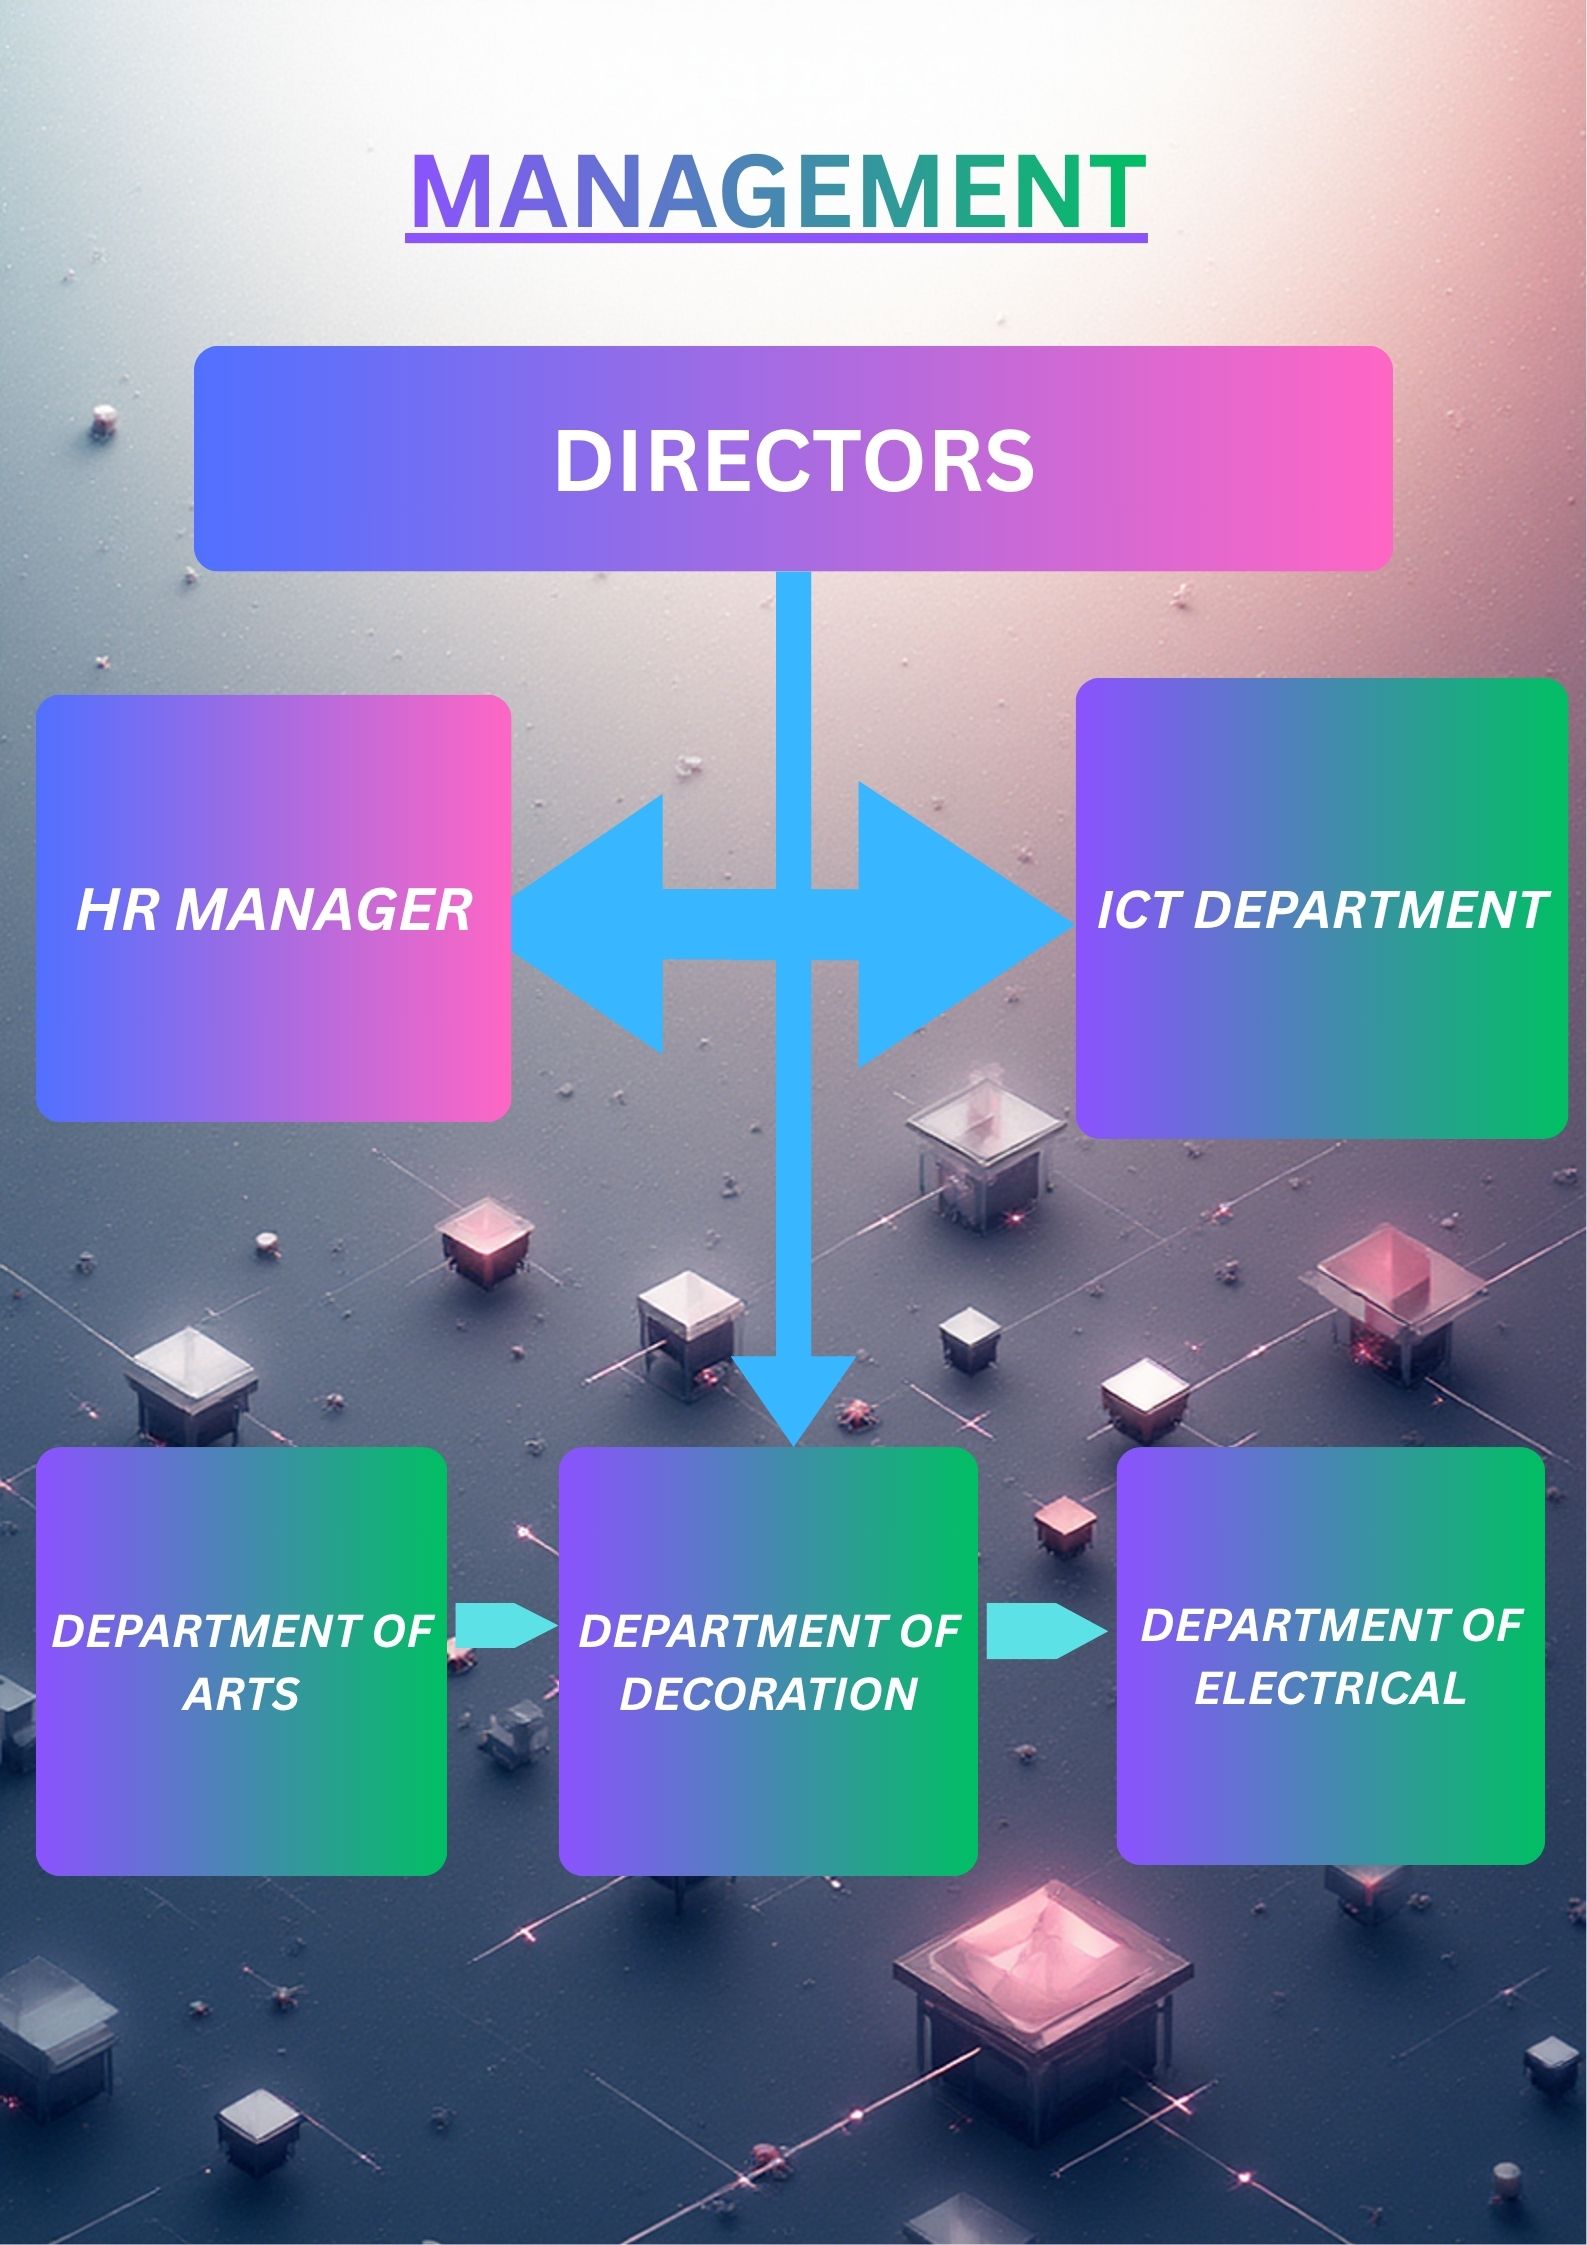 MANAGEMENT
DIRECTORS
HR MANAGER
ICT DEPARTMENT
DEPARTMENT OF
ARTS
DEPARTMENT OF
DECORATION
DEPARTMENT OF
ELECTRICAL